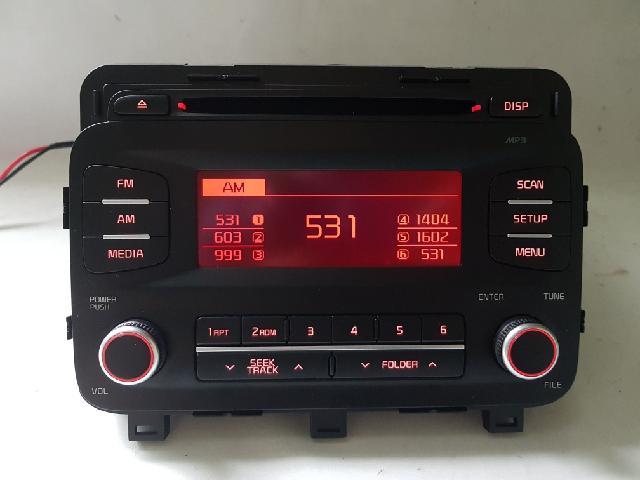 DISP
MP3
FM
AM
MEDIA
AM
531 1
603 2
999 3
531
4 1404
5 1602
6 531
SCAN
SETUP
MENU
POWER
PUSH
VOL
ENTER
TUNE
FILE
1 RPT
2 RDM
3
4
5
6
SEEK
TRACK
FOLDER